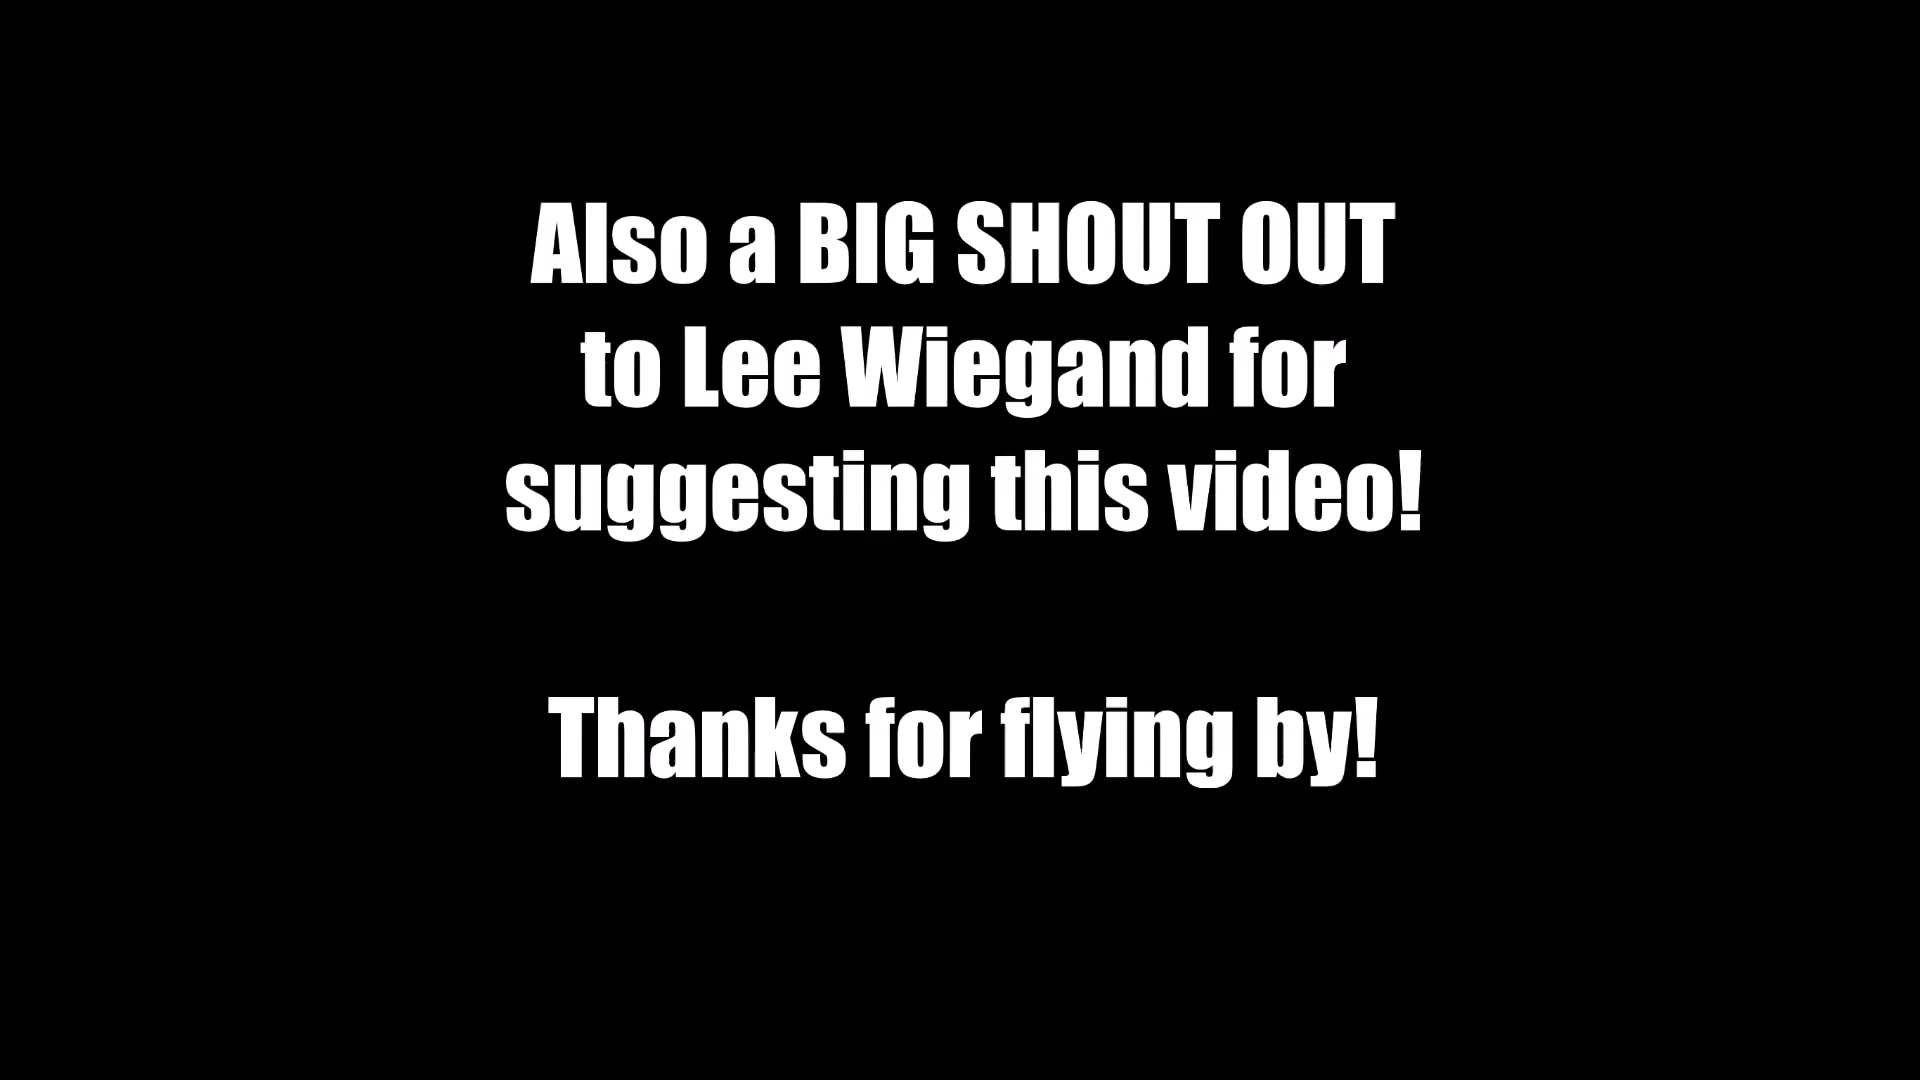 Also a BIG SHOUT OUT
to Lee Wiegand for
suggesting this video!
Thanks for flying by!